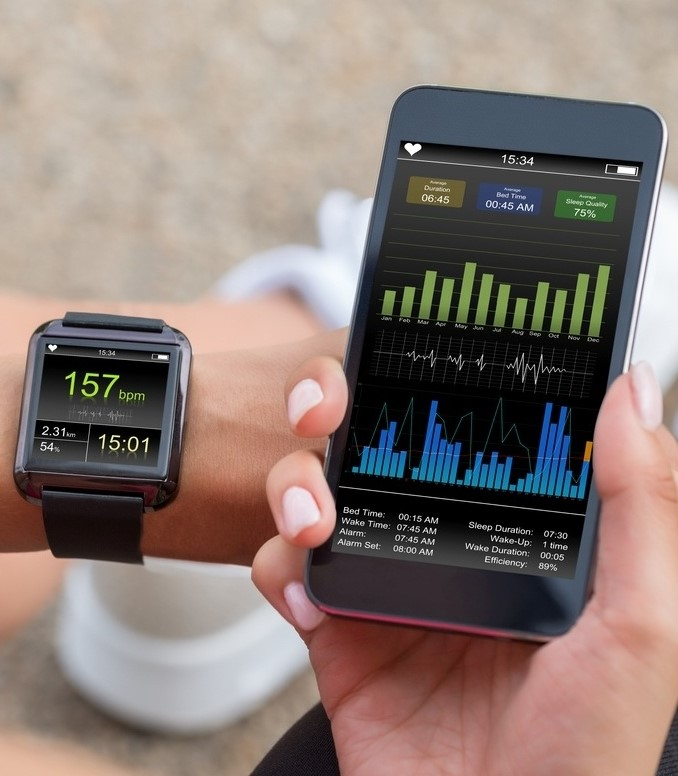 15:34
157 bpm
2.31km
54%
15:01
15:34
Average Duration 06:45
Average Bed Time 00:45 AM
Average Sleep Quality 75%
Jan Feb Mar Apr May Jun Jul Aug Sep Oct Nov Dec
Bed Time: 00:15 AM
Wake Time: 07:45 AM
Alarm: 07:45 AM
Alarm Set: 08:00 AM
Sleep Duration: 07:30
Wake-Up: 1 time
Wake Duration: 00:05
Efficiency: 89%